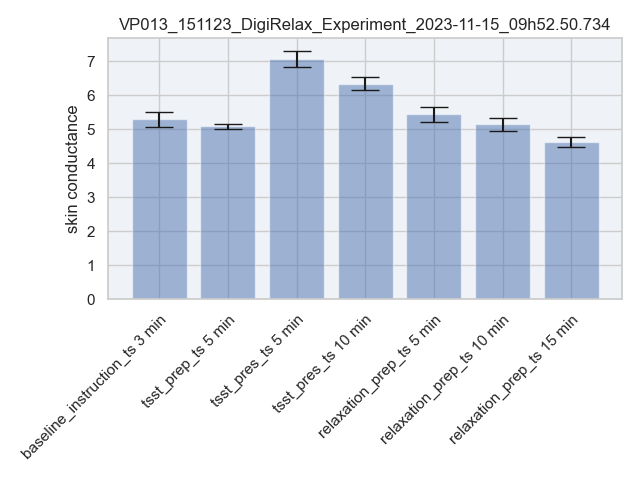 VP013_151123_DigiRelax_Experiment_2023-11-15_09h52.50.734
skin conductance
7
6
5
4
3
2
1
0
baseline_instruction_ts 3 min
tsst_prep_ts 5 min
tsst_pres_ts 5 min
tsst_pres_ts 10 min
relaxation_prep_ts 5 min
relaxation_prep_ts 10 min
relaxation_prep_ts 15 min